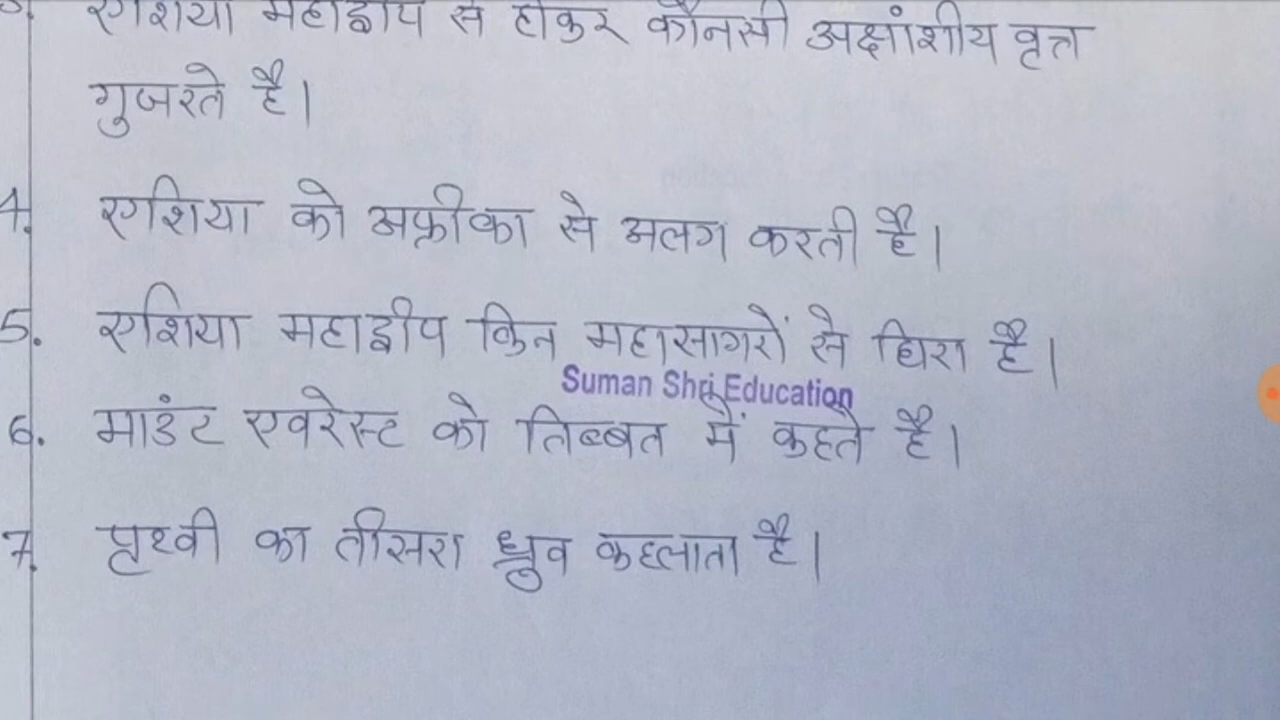 एशिया महाद्वीप से होकर कौनसी अक्षांशीय वृत्त
गुजरते है।
4. एशिया को अफ्रीका से अलग करती है।
5. एशिया महाद्वीप किन महासागरों से घिरा है।
Suman Shri Education
6. माउंट एवरेस्ट को तिब्बत में कहते है।
7. पृथ्वी का तीसरा ध्रुव कहलाता है।